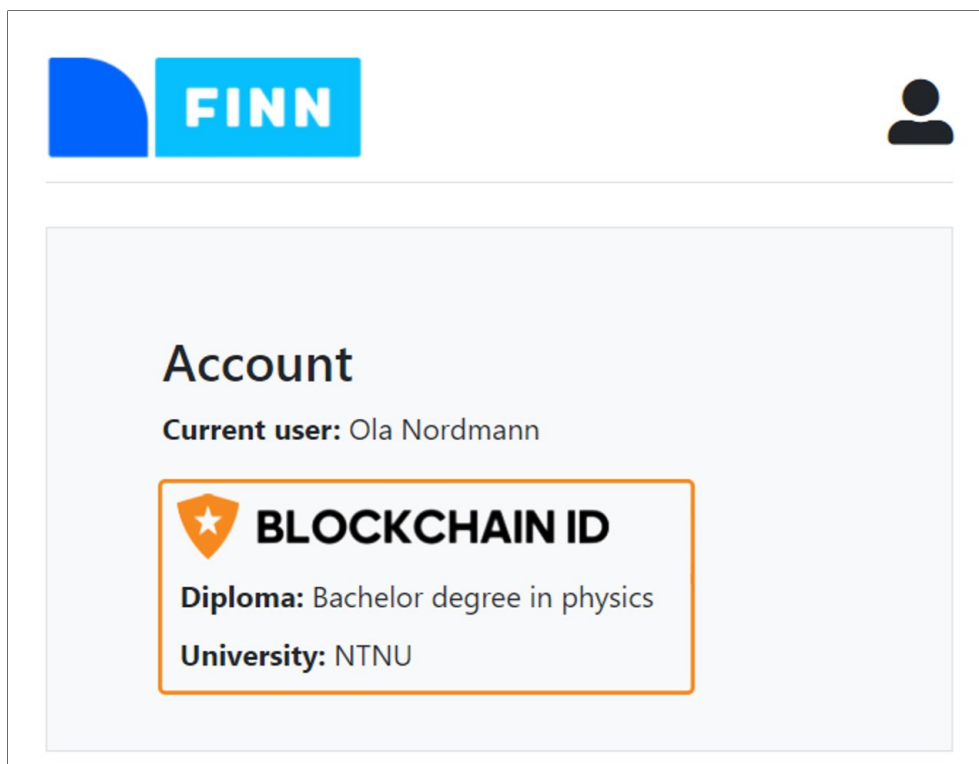 FINN
Account
Current user: Ola Nordmann
BLOCKCHAIN ID
Diploma: Bachelor degree in physics
University: NTNU